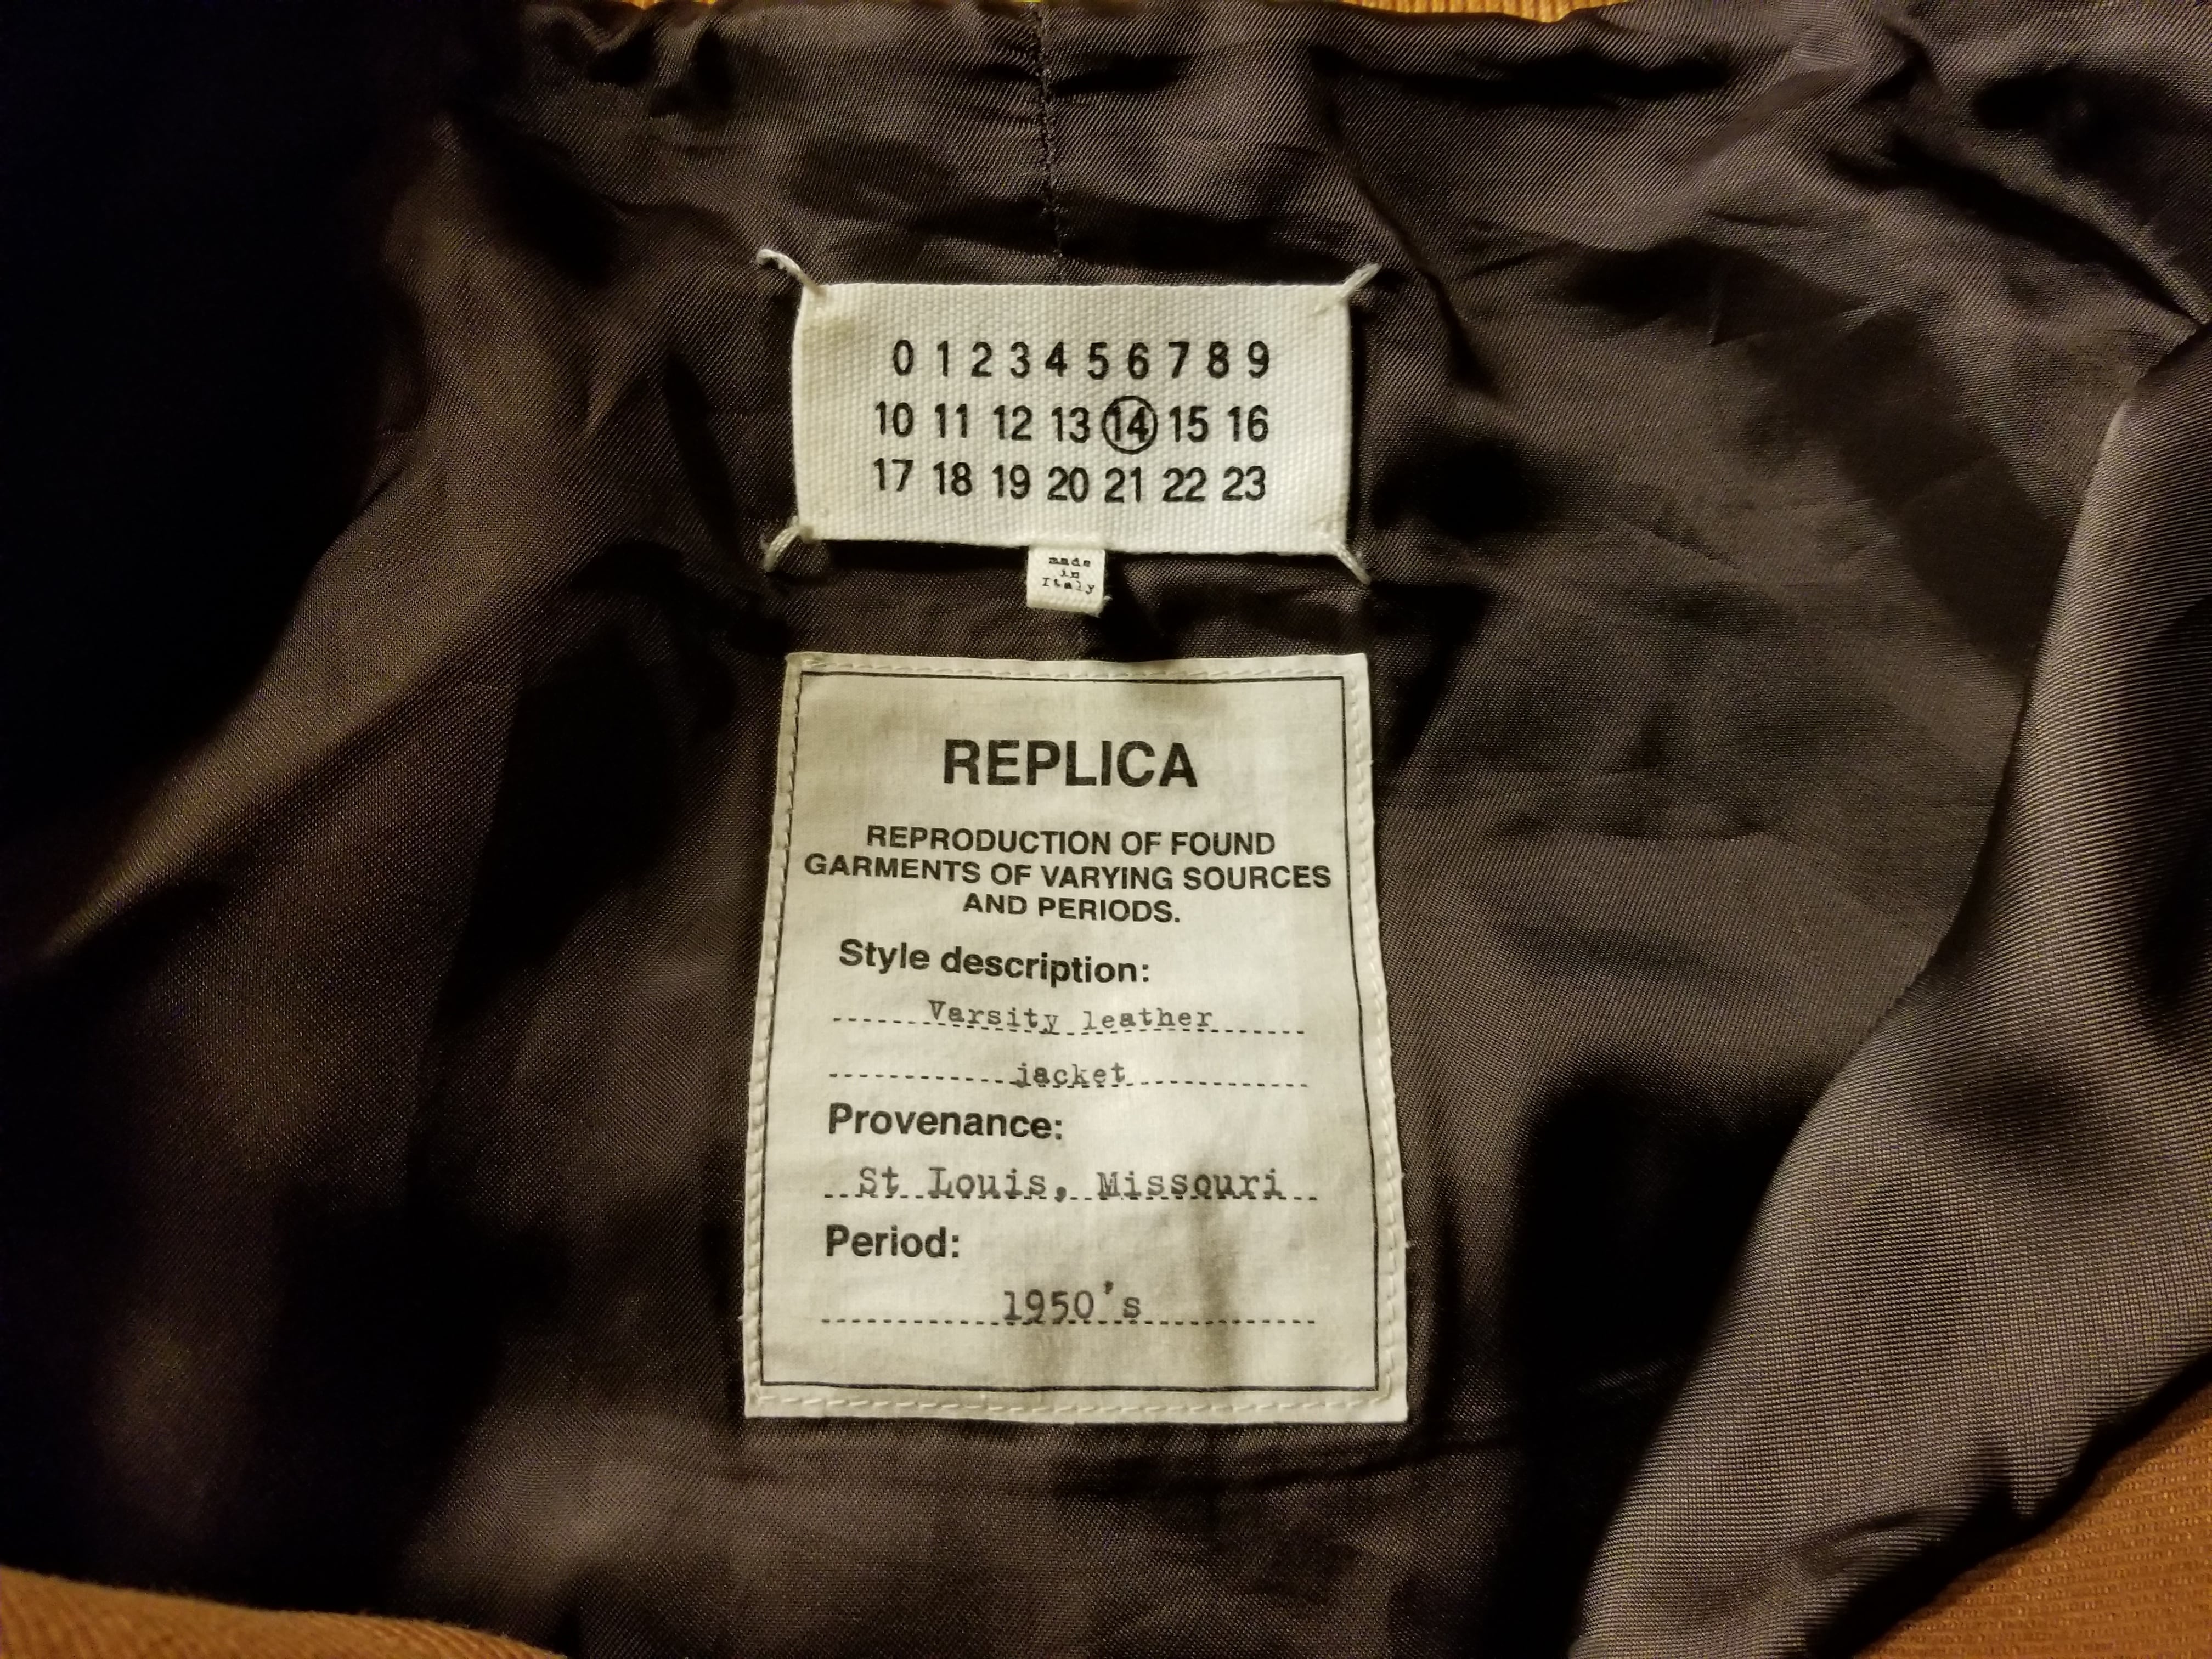 0 1 2 3 4 5 6 7 8 9
10 11 12 13 14 15 16
17 18 19 20 21 22 23
made
in
Italy
REPLICA
REPRODUCTION OF FOUND
GARMENTS OF VARYING SOURCES
AND PERIODS.
Style description:
Varsity leather
jacket
Provenance:
St Louis, Missouri
Period:
1950's